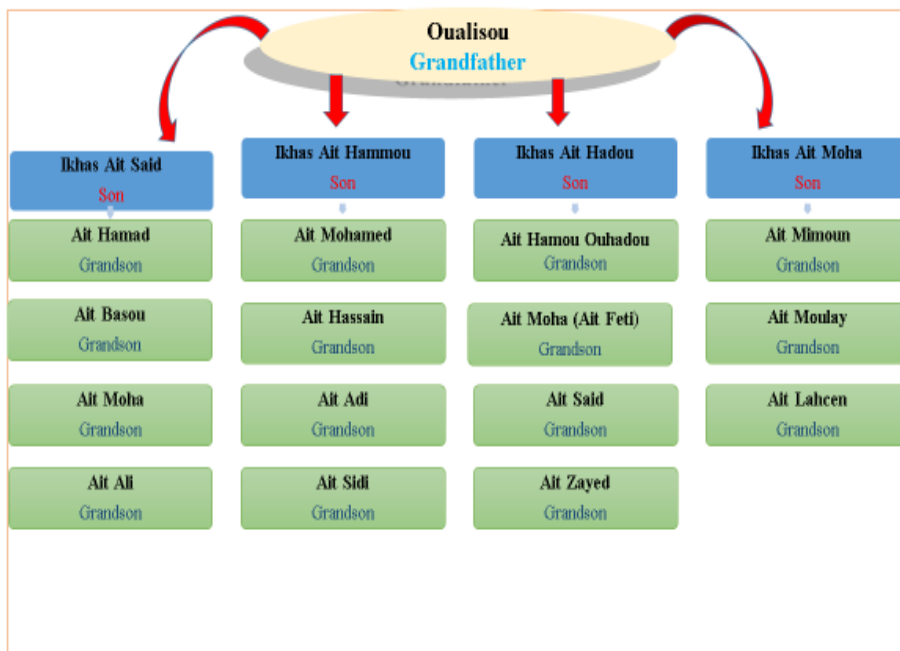 Oualisou
Grandfather
Ikhas Ait Said
Son
Ait Hamad
Grandson
Ait Basou
Grandson
Ait Moha
Grandson
Ait Ali
Grandson
Ikhas Ait Hammou
Son
Ait Mohamed
Grandson
Ait Hassain
Grandson
Ait Adi
Grandson
Ait Sidi
Grandson
Ikhas Ait Hadou
Son
Ait Hamou Ouhadou
Grandson
Ait Moha (Ait Feti)
Grandson
Ait Said
Grandson
Ait Zayed
Grandson
Ikhas Ait Moha
Son
Ait Mimoun
Grandson
Ait Moulay
Grandson
Ait Lahcen
Grandson